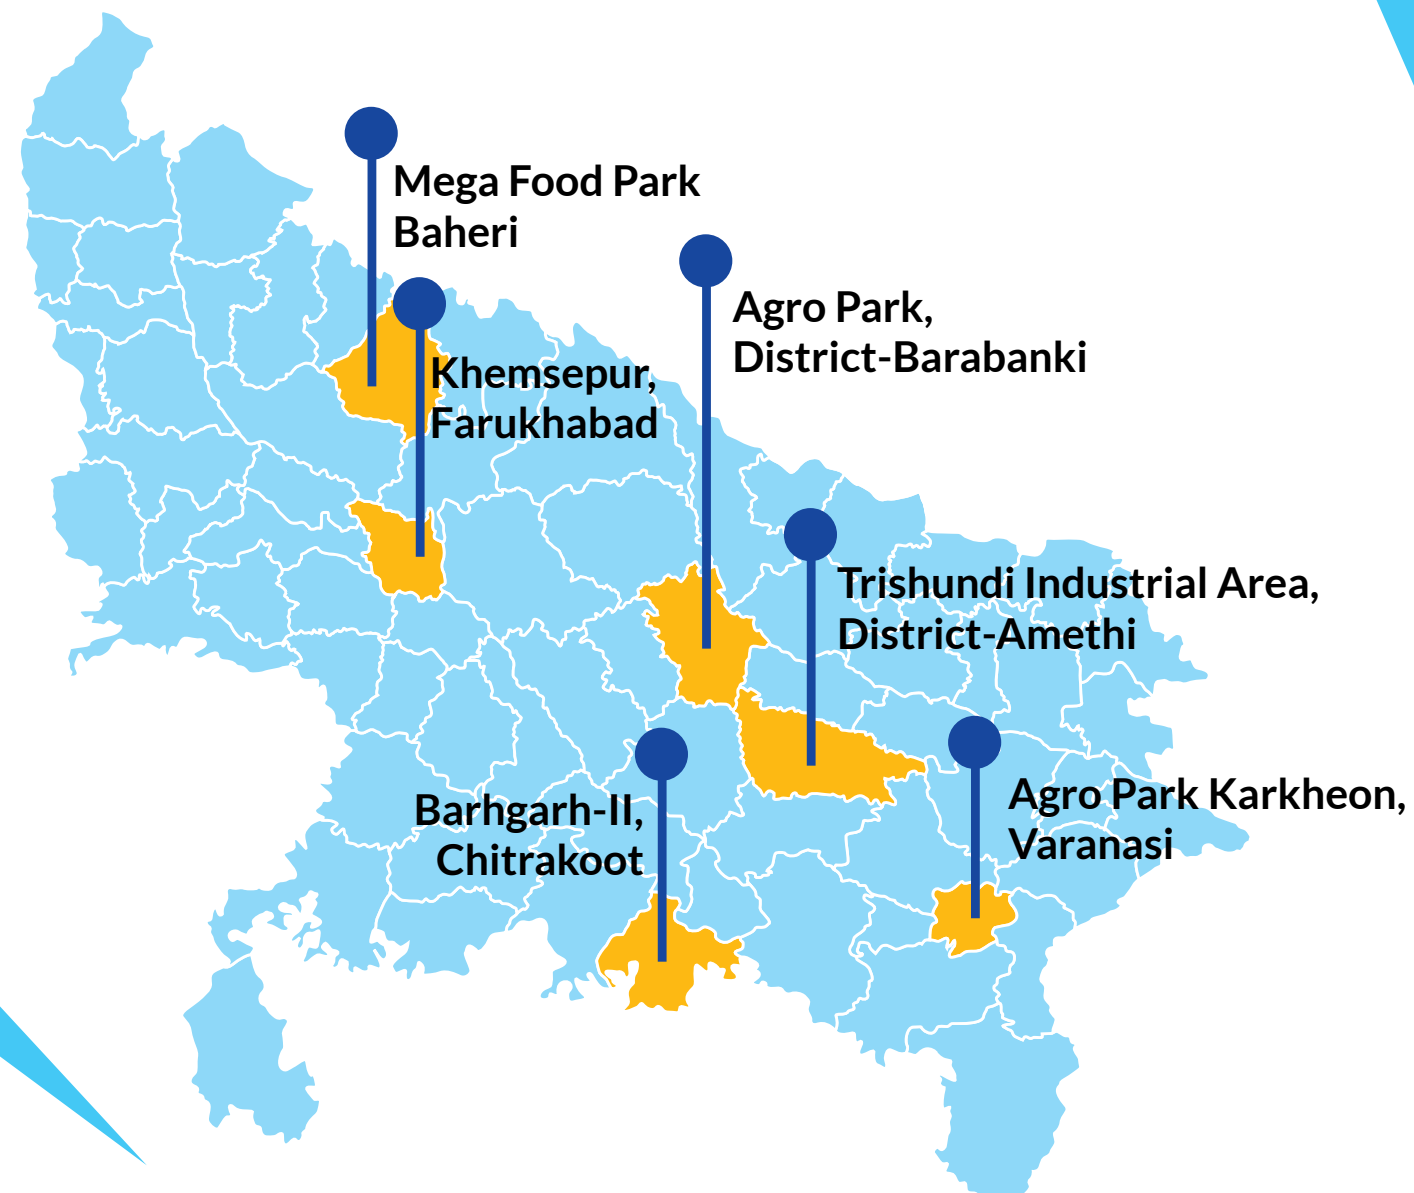 Mega Food Park
Baheri
Khemsepur,
Farukhabad
Agro Park,
District-Barabanki
Trishundi Industrial Area,
District-Amethi
Barhgarh-II,
Chitrakoot
Agro Park Karkheon,
Varanasi